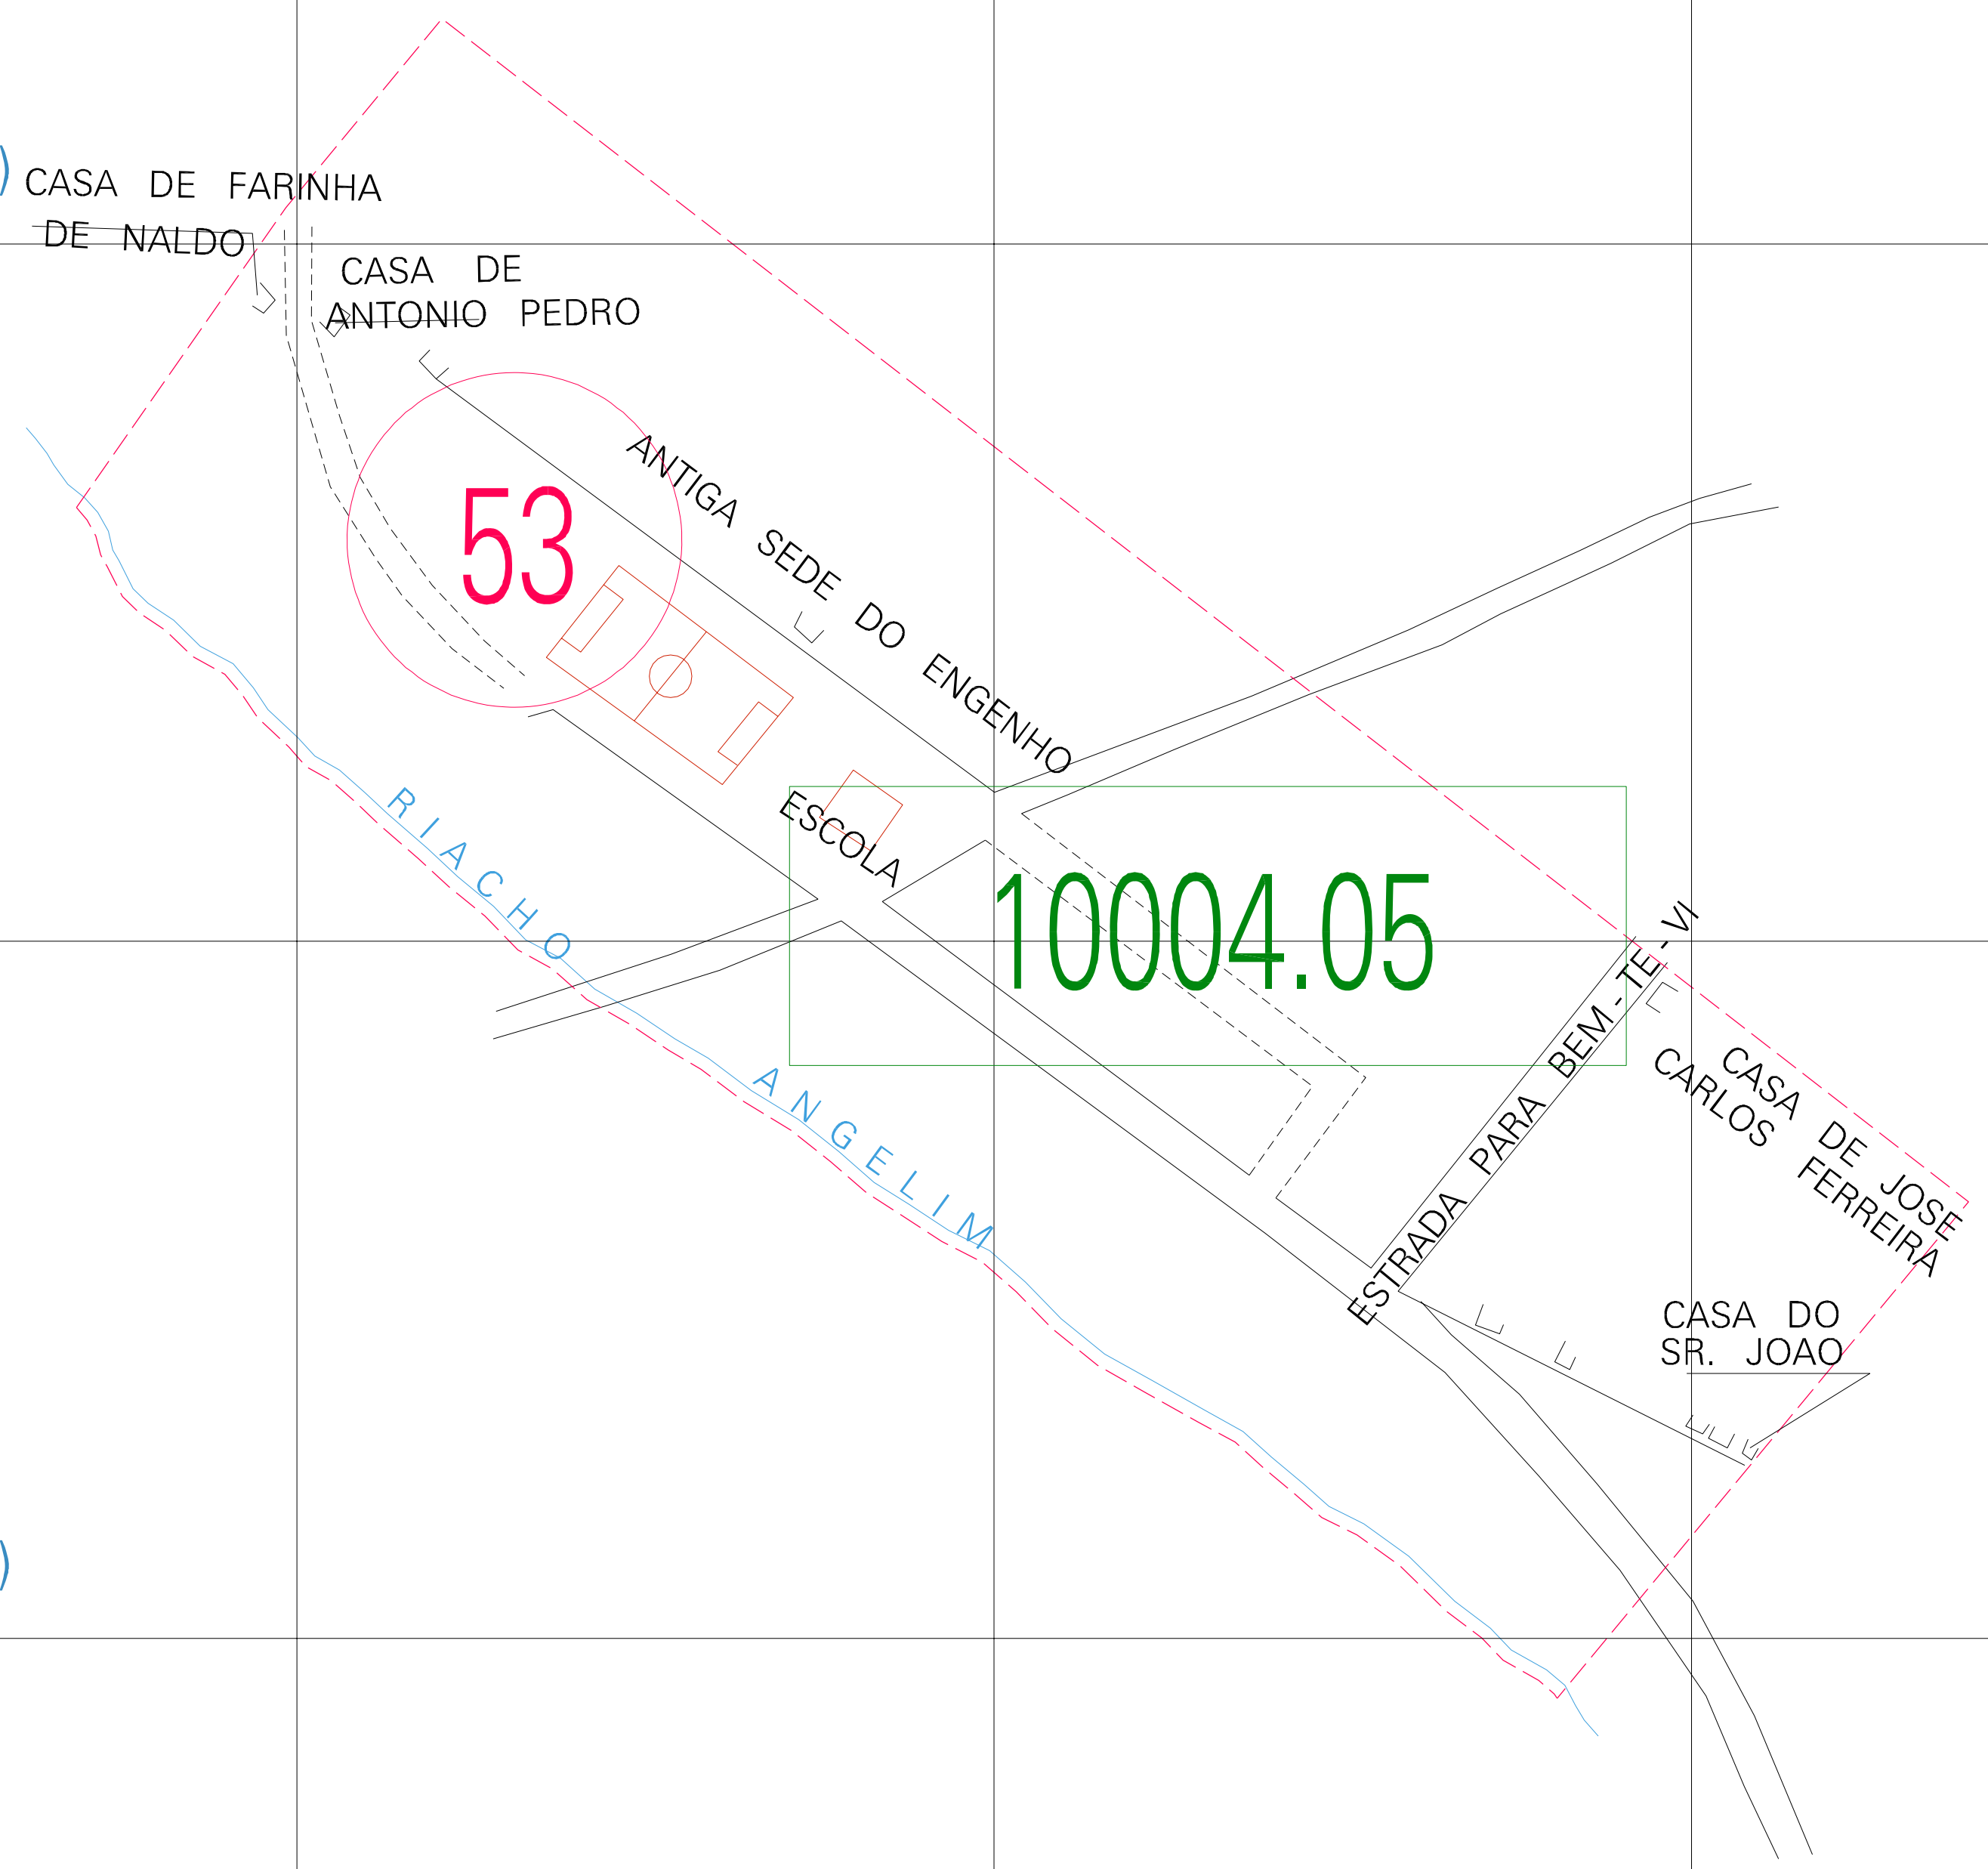 CASA DE FARINHA
DE NALDO
CASA DE
ANTONIO PEDRO
53
ANTIGA SEDE DO ENGENHO
ESCOLA
10004.05
RIACHO
ANGELIM
ESTRADA PARA BEM-TE-VI
CASA DE JOSE
CARLOS FERREIRA
CASA DO
SR. JOAO
)
)